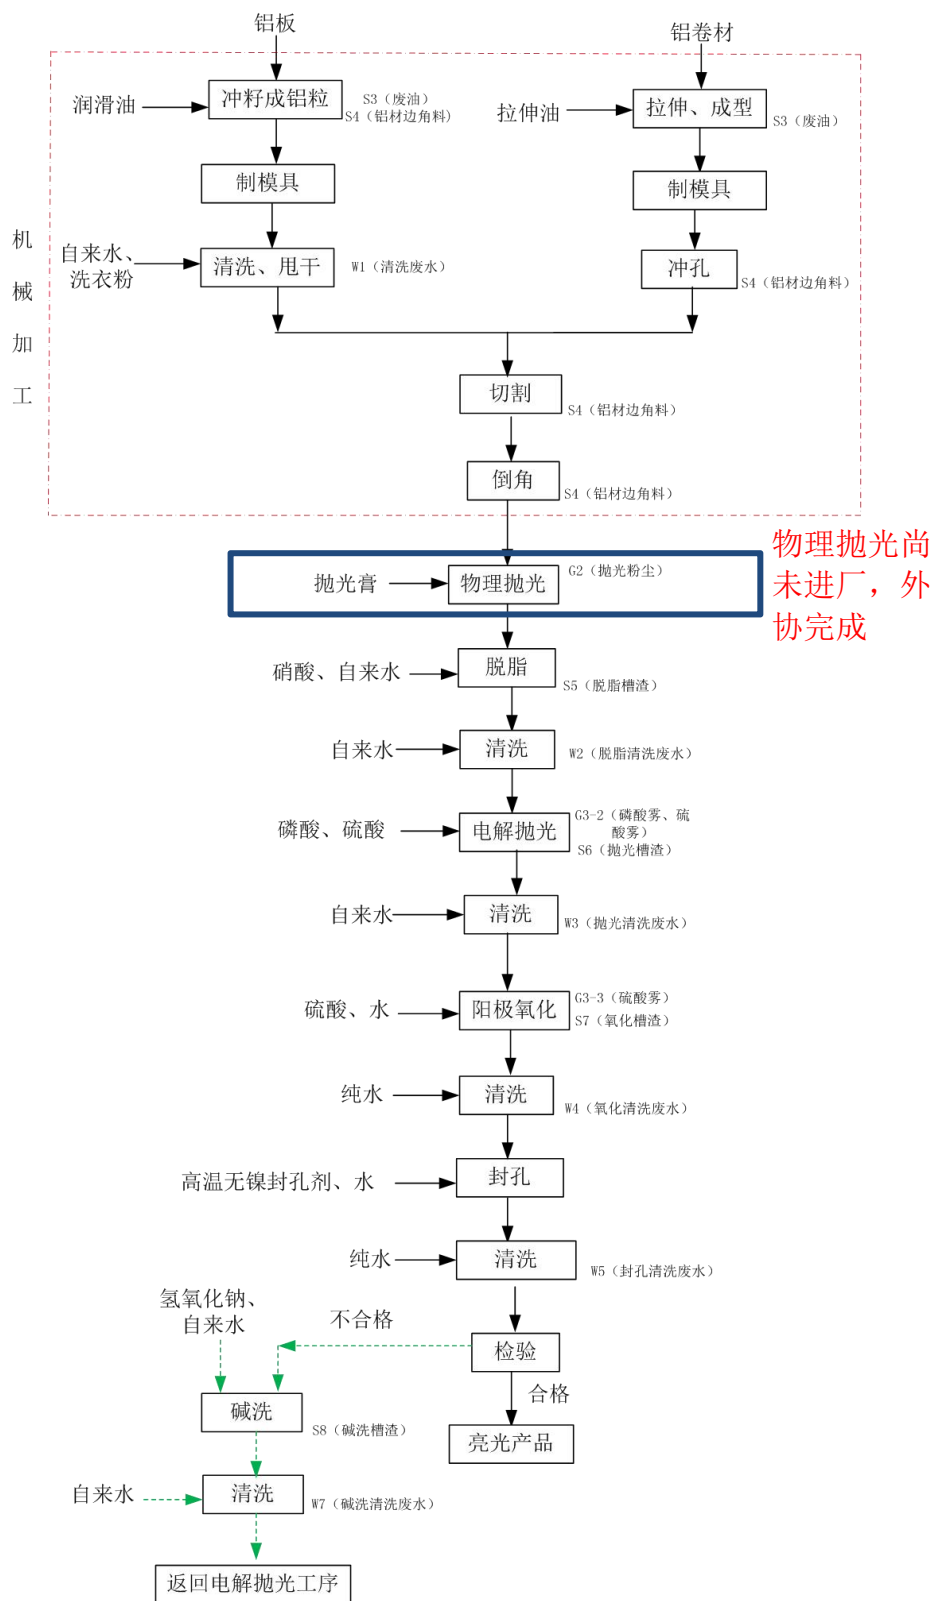 铝板
铝卷材
润滑油
冲籽成铝粒
S3（废油）
S4（铝材边角料）
拉伸油
拉伸、成型
S3（废油）
制模具
制模具
机
械
加
工
自来水、
洗衣粉
清洗、甩干
W1（清洗废水）
冲孔
S4（铝材边角料）
切割
S4（铝材边角料）
倒角
S4（铝材边角料）
抛光膏
物理抛光
G2（抛光粉尘）
物理抛光尚
未进厂，外
协完成
硝酸、自来水
脱脂
S5（脱脂槽渣）
自来水
清洗
W2（脱脂清洗废水）
磷酸、硫酸
电解抛光
G3-2（磷酸雾、硫
酸雾）
S6（抛光槽渣）
自来水
清洗
W3（抛光清洗废水）
硫酸、水
阳极氧化
G3-3（硫酸雾）
S7（氧化槽渣）
纯水
清洗
W4（氧化清洗废水）
高温无镍封孔剂、水
封孔
纯水
清洗
W5（封孔清洗废水）
氢氧化钠、
自来水
不合格
检验
合格
碱洗
S8（碱洗槽渣）
亮光产品
自来水
清洗
W7（碱洗清洗废水）
返回电解抛光工序